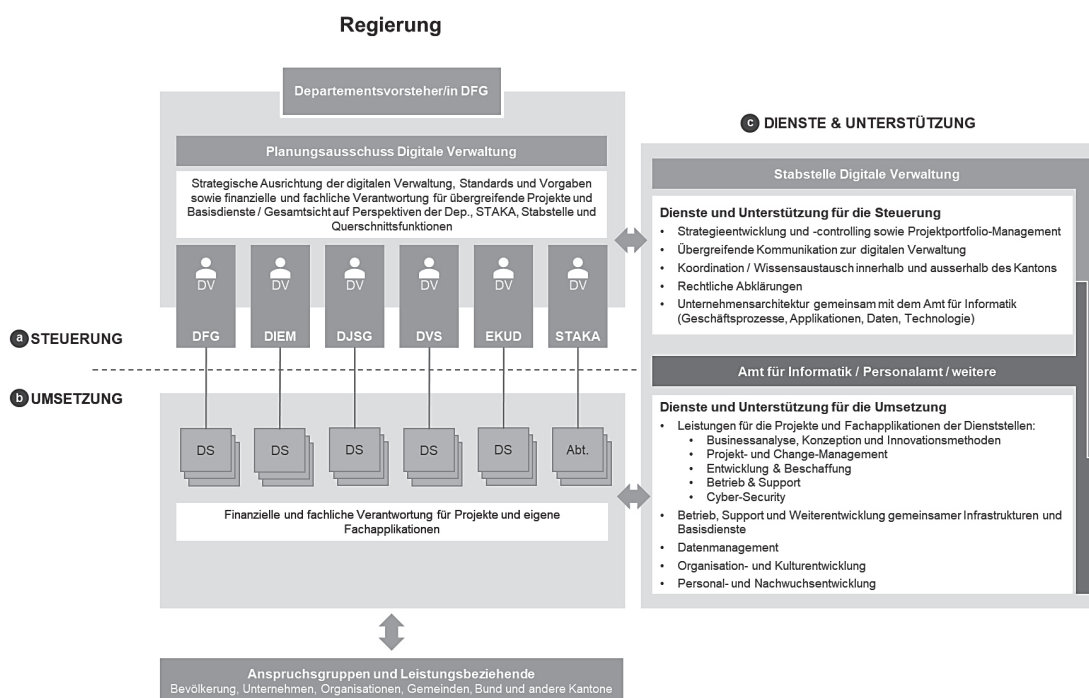 Regierung
Departementsvorsteher/in DFG
Planungsausschuss Digitale Verwaltung
Strategische Ausrichtung der digitalen Verwaltung, Standards und Vorgaben
sowie finanzielle und fachliche Verantwortung für übergreifende Projekte und
Basisdienste / Gesamtsicht auf Perspektiven der Dep., STAKA, Stabstelle und
Querschnittsfunktionen
DV DV DV DV DV DV
DFG DIEM DJSG DVS EKUD STAKA
a STEUERUNG
b UMSETZUNG
DS DS DS DS DS Abt.
Finanzielle und fachliche Verantwortung für Projekte und eigene
Fachapplikationen
Anspruchsgruppen und Leistungsbeziehende
Bevölkerung, Unternehmen, Organisationen, Gemeinden, Bund und andere Kantone
c DIENSTE & UNTERSTÜTZUNG
Stabstelle Digitale Verwaltung
Dienste und Unterstützung für die Steuerung
• Strategieentwicklung und -controlling sowie Projektportfolio-Management
• Übergreifende Kommunikation zur digitalen Verwaltung
• Koordination / Wissensaustausch innerhalb und ausserhalb des Kantons
• Rechtliche Abklärungen
• Unternehmensarchitektur gemeinsam mit dem Amt für Informatik
(Geschäftsprozesse, Applikationen, Daten, Technologie)
Amt für Informatik / Personalamt / weitere
Dienste und Unterstützung für die Umsetzung
• Leistungen für die Projekte und Fachapplikationen der Dienststellen:
• Businessanalyse, Konzeption und Innovationsmethoden
• Projekt- und Change-Management
• Entwicklung & Beschaffung
• Betrieb & Support
• Cyber-Security
• Betrieb, Support und Weiterentwicklung gemeinsamer Infrastrukturen und
Basisdienste
• Datenmanagement
• Organisation- und Kulturentwicklung
• Personal- und Nachwuchsentwicklung